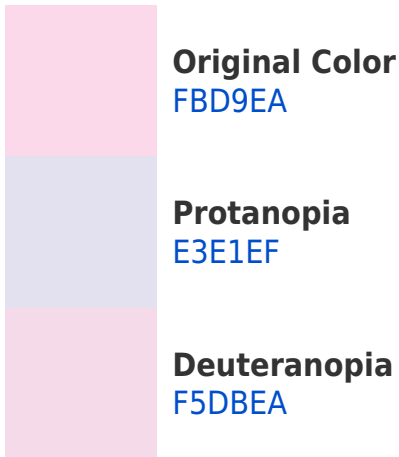 Original Color
FBD9EA
Protanopia
E3E1EF
Deuteranopia
F5DBEA